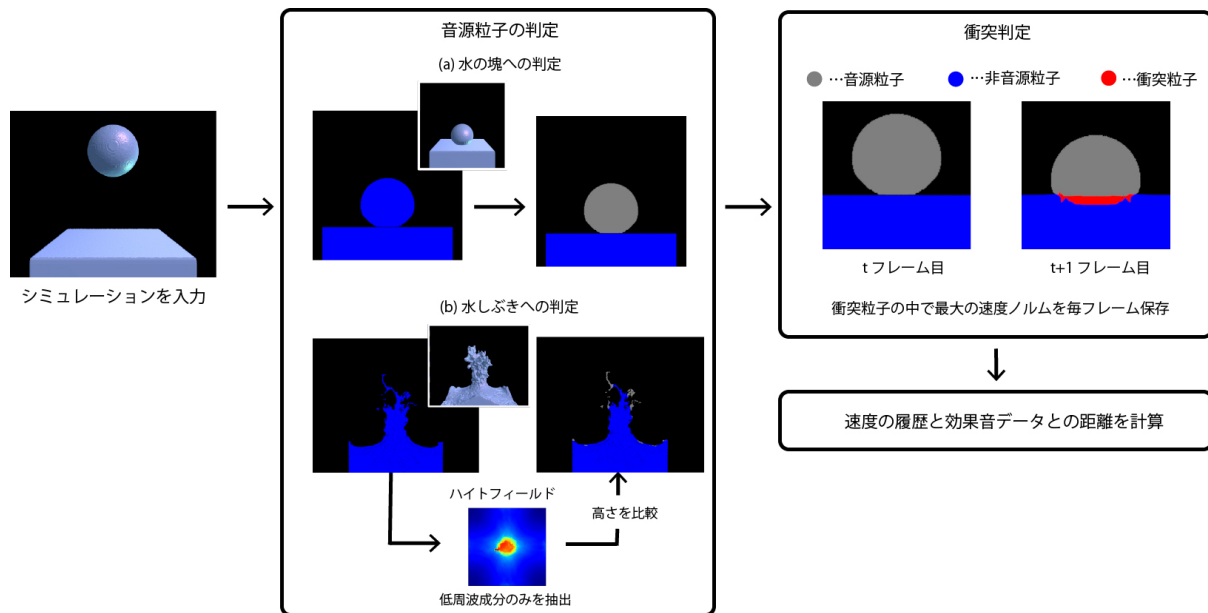 シミュレーションを入力
音源粒子の判定
(a) 水の塊への判定
(b) 水しぶきへの判定
ハイトフィールド
高さを比較
低周波成分のみを抽出
衝突判定
…音源粒子
…非音源粒子
…衝突粒子
t フレーム目
t+1 フレーム目
衝突粒子の中で最大の速度ノルムを毎フレーム保存
速度の履歴と効果音データとの距離を計算